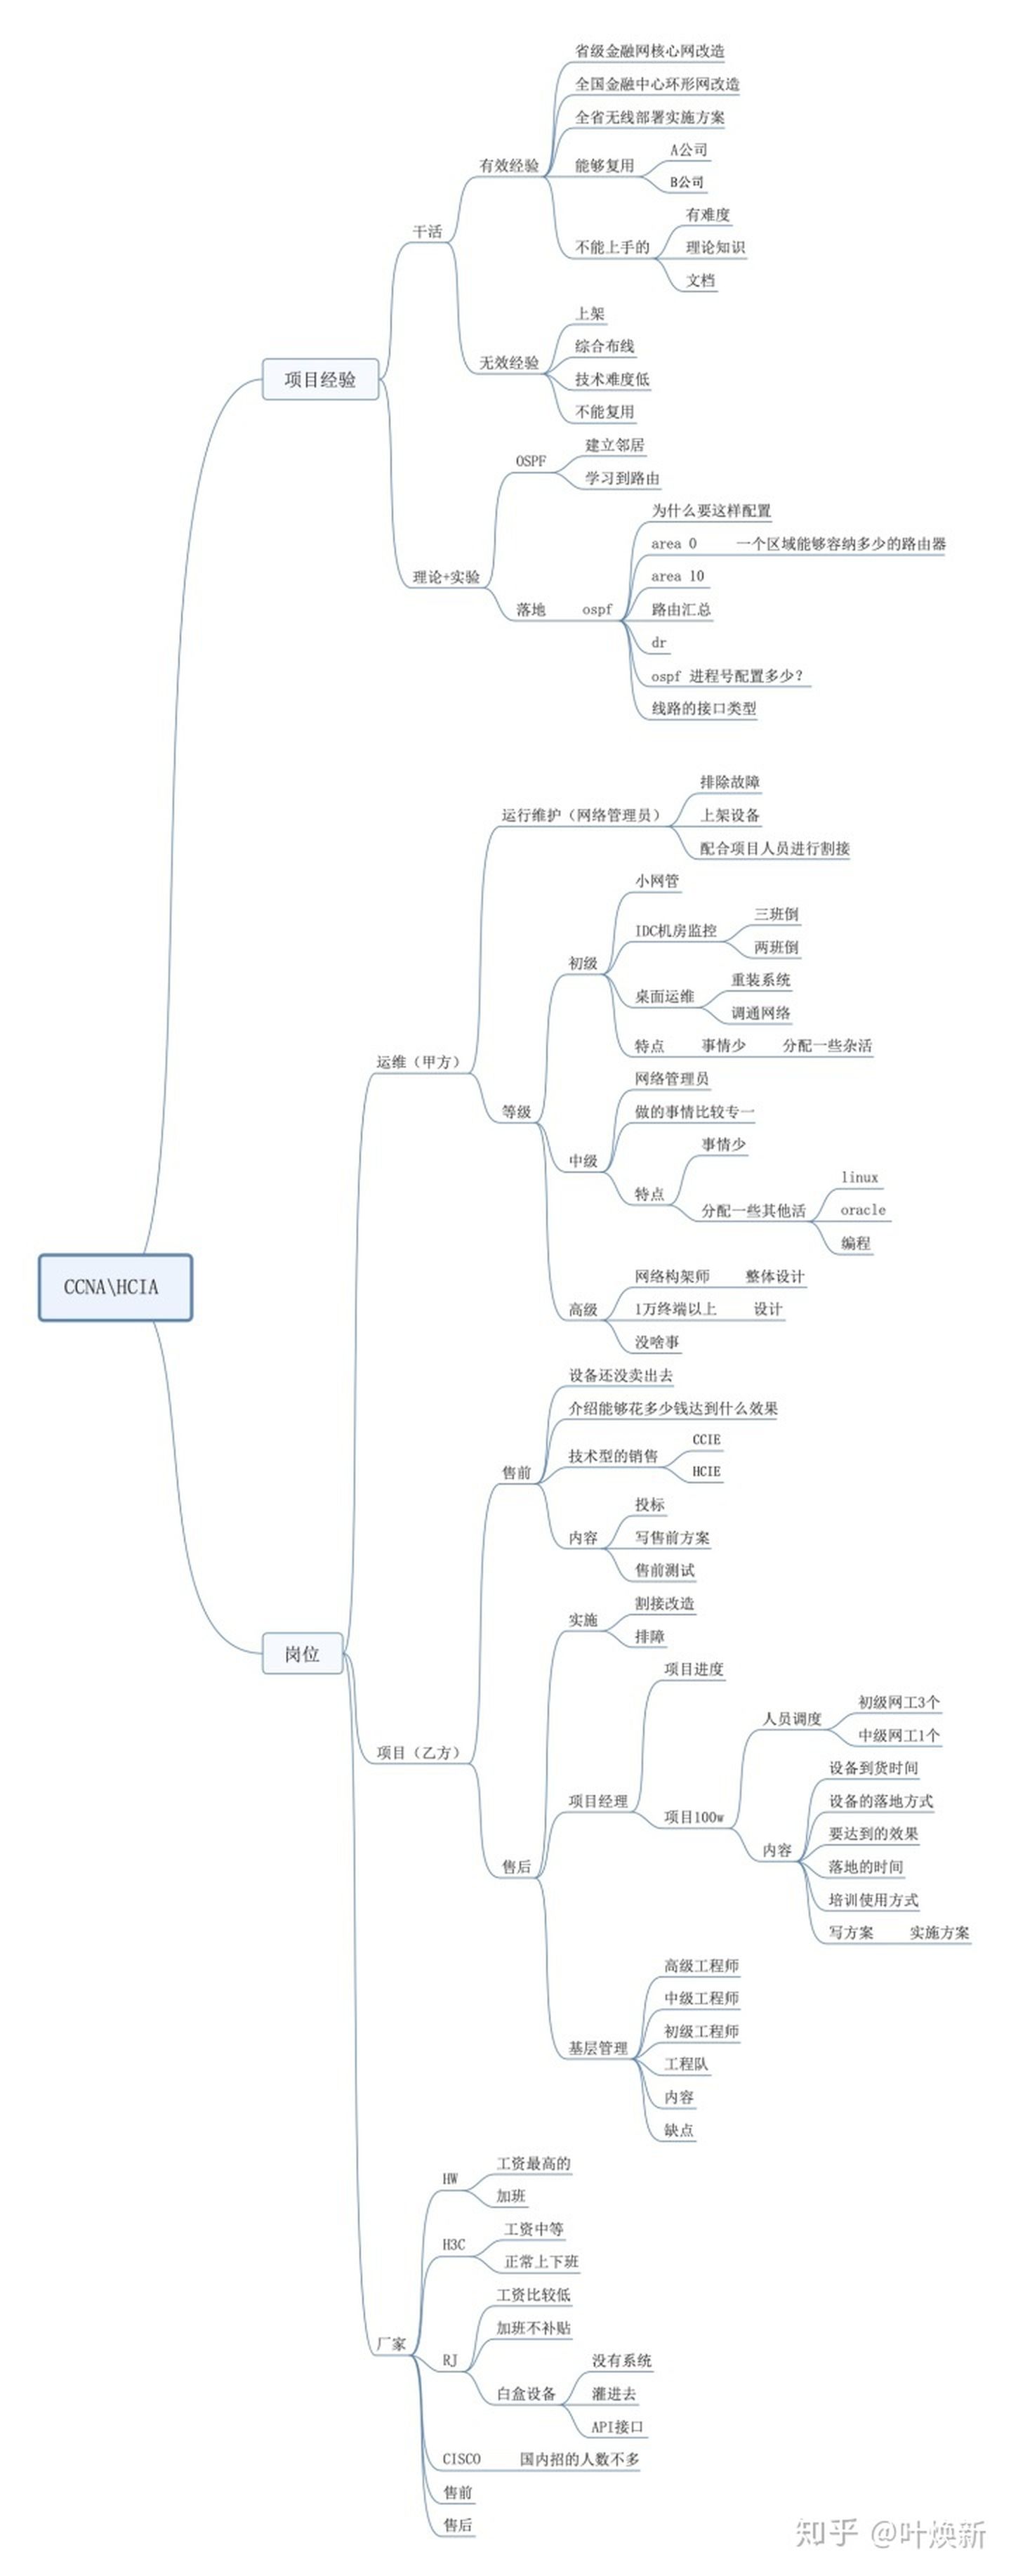 省级金融网核心网改造
全国金融中心环形网改造
全省无线部署实施方案
A公司
有效经验
能够复用
B公司
有难度
干活
不能上手的
理论知识
文档
上架
综合布线
无效经验
项目经验
技术难度低
不能复用
建立邻居
OSPF
学习到路由
为什么要这样配置
area 0 一个区域能够容纳多少的路由器
理论+实验
area 10
落地 ospf 路由汇总
dr
ospf 进程号配置多少?
线路的接口类型
排除故障
运行维护（网络管理员）
上架设备
配合项目人员进行割接
小网管
三班倒
IDC机房监控
两班倒
初级
重装系统
桌面运维
调通网络
特点 事情少 分配一些杂活
运维（甲方）
网络管理员
等级
做的事情比较专一
事情少
中级
linux
特点
分配一些其他活
oracle
编程
CCNA\HCIA
网络构架师 整体设计
高级
1万终端以上 设计
没啥事
设备还没卖出去
介绍能够花多少钱达到什么效果
CCIE
技术型的销售
HCIE
售前
投标
内容
写售前方案
售前测试
割接改造
实施
排障
岗位
项目进度
初级网工3个
人员调度
中级网工1个
项目（乙方）
设备到货时间
项目经理
设备的落地方式
项目100w
要达到的效果
内容
售后
落地的时间
培训使用方式
写方案 实施方案
高级工程师
中级工程师
初级工程师
基层管理
工程队
内容
缺点
工资最高的
HW
加班
工资中等
H3C
正常上下班
工资比较低
加班不补贴
厂家
RJ
没有系统
白盒设备
灌进去
API接口
CISCO 国内招的人数不多
售前
售后
知乎 @叶焕新